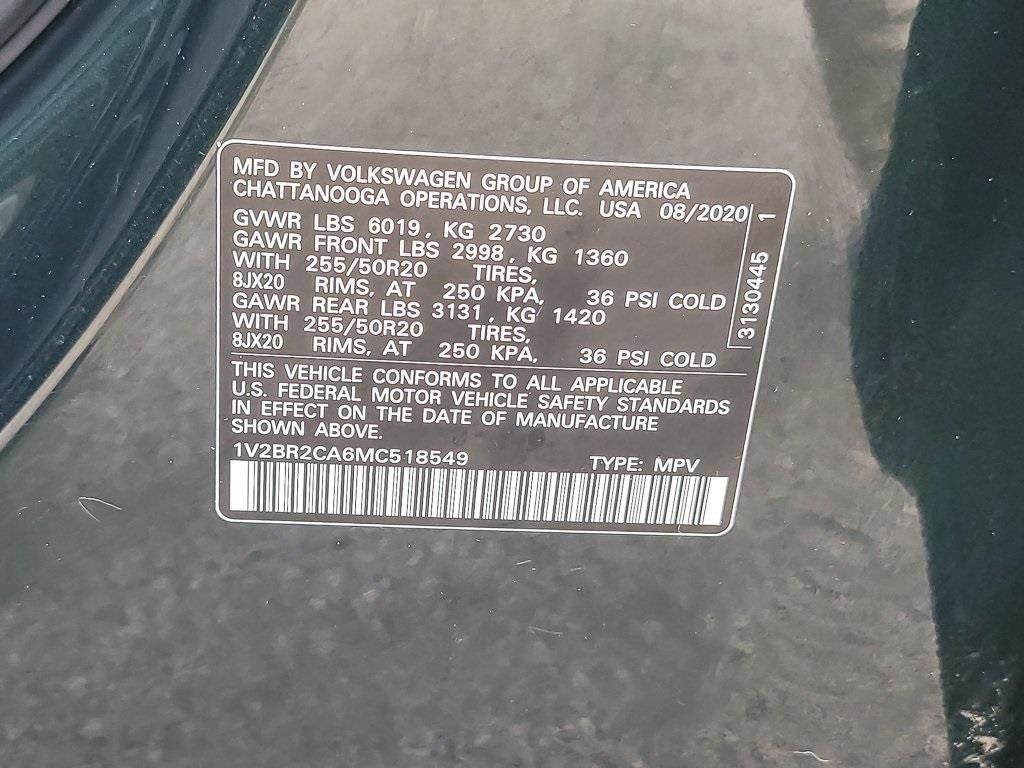 MFD BY VOLKSWAGEN GROUP OF AMERICA
CHATTANOOGA OPERATIONS, LLC. USA 08/2020
GVWR LBS 6019, KG 2730
GAWR FRONT LBS 2998, KG 1360
WITH 255/50R20 TIRES,
8JX20 RIMS, AT 250 KPA, 36 PSI COLD
GAWR REAR LBS 3131, KG 1420
WITH 255/50R20 TIRES,
8JX20 RIMS, AT 250 KPA, 36 PSI COLD
3130445 1
THIS VEHICLE CONFORMS TO ALL APPLICABLE
U.S. FEDERAL MOTOR VEHICLE SAFETY STANDARDS
IN EFFECT ON THE DATE OF MANUFACTURE
SHOWN ABOVE.
1V2BR2CA6MC518549 TYPE: MPV